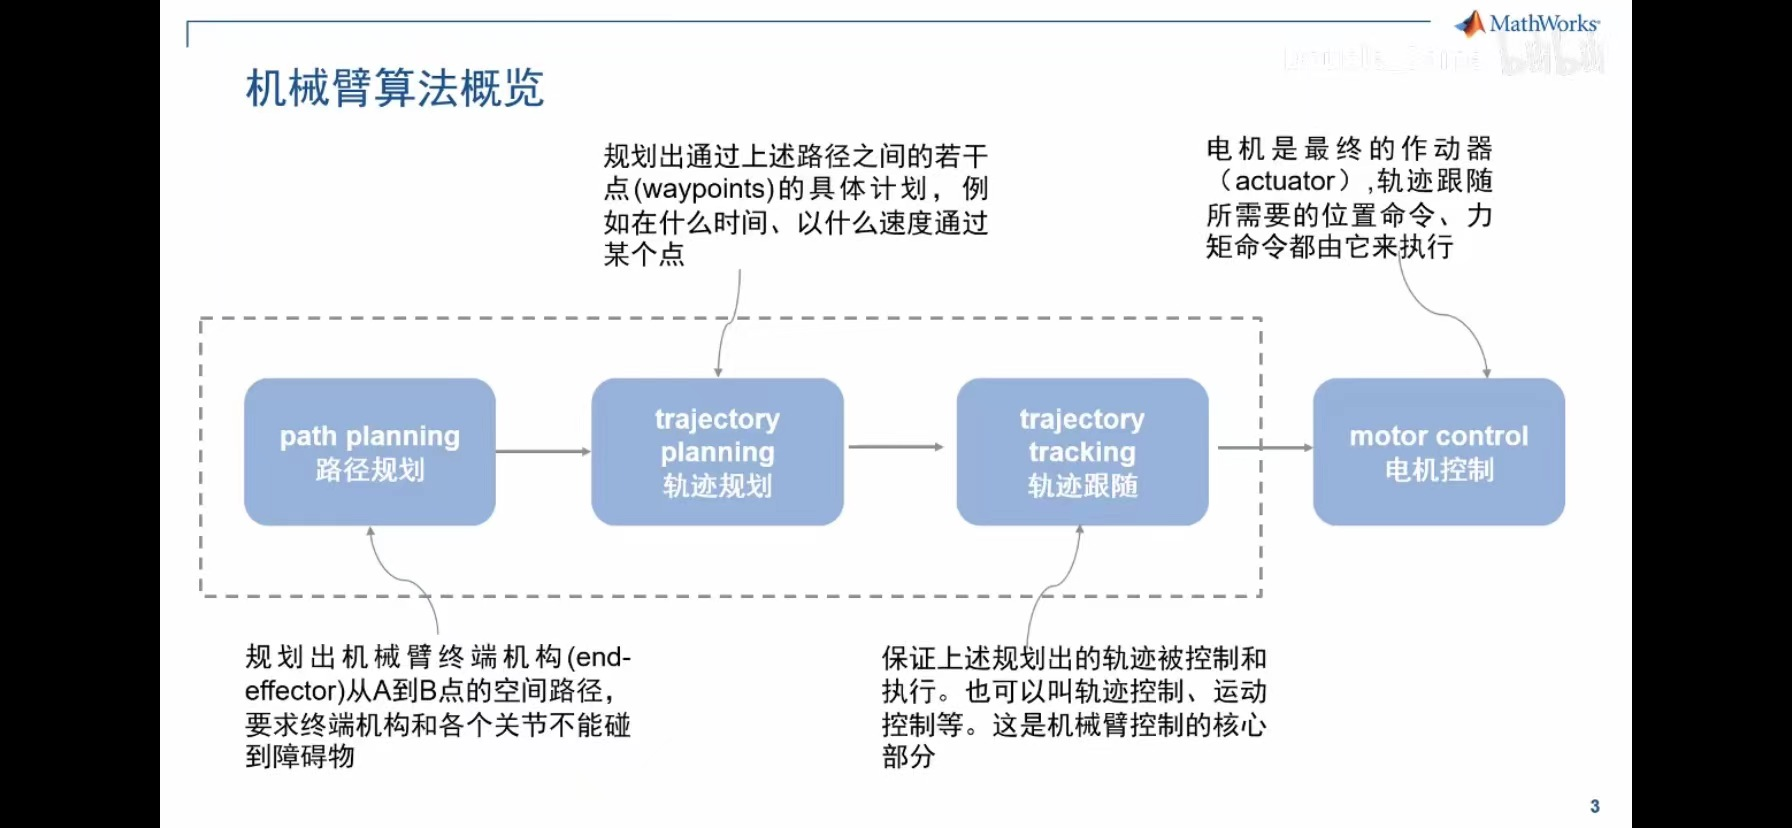 MathWorks
机械臂算法概览
规划出通过上述路径之间的若干
点(waypoints)的具体计划，例
如在什么时间、以什么速度通过
某个点
电机是最终的作动器
（actuator）,轨迹跟随
所需要的位置命令、力
矩命令都由它来执行
path planning
路径规划
trajectory
planning
轨迹规划
trajectory
tracking
轨迹跟随
motor control
电机控制
规划出机械臂终端机构(end-
effector)从A到B点的空间路径，
要求终端机构和各个关节不能碰
到障碍物
保证上述规划出的轨迹被控制和
执行。也可以叫轨迹控制、运动
控制等。这是机械臂控制的核心
部分
3